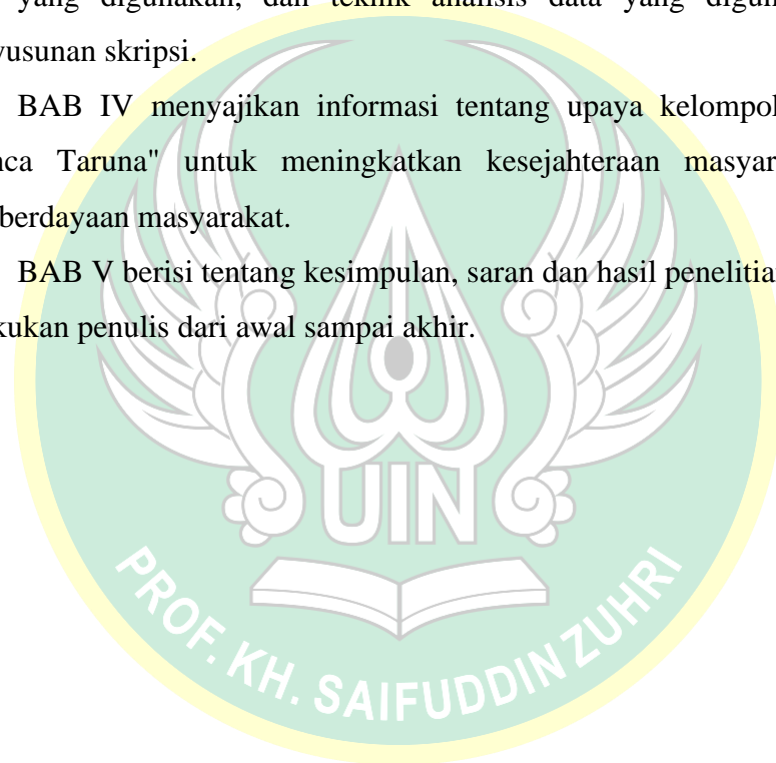 yang digunakan, dan teknik analisis data yang digun
yusunan skripsi.
BAB IV menyajikan informasi tentang upaya kelompok
nca Taruna" untuk meningkatkan kesejahteraan masyar
berdayaan masyarakat.
BAB V berisi tentang kesimpulan, saran dan hasil penelitian
kukan penulis dari awal sampai akhir.
UIN
PROF. KH. SAIFUDDIN ZUHRI